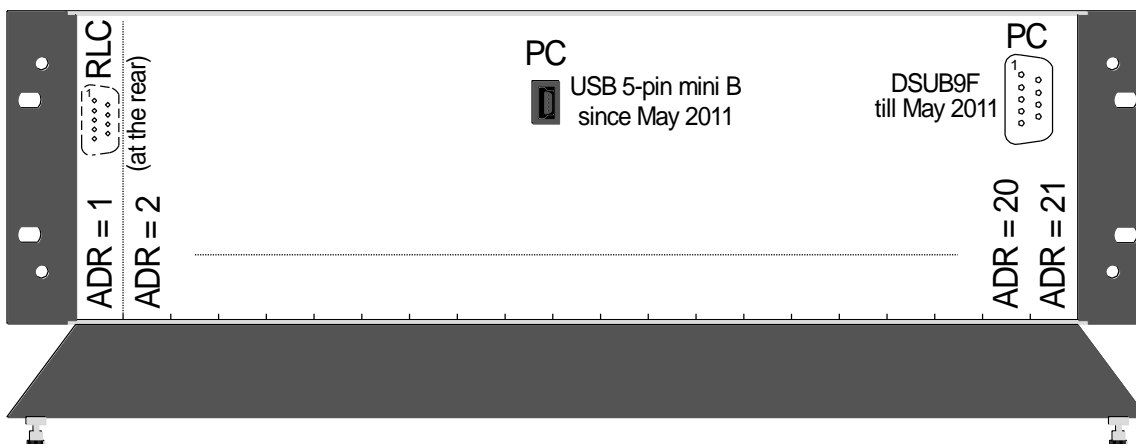 RLC
1
(at the rear)
ADR = 1
ADR = 2
PC
USB 5-pin mini B
since May 2011
PC
DSUB9F
till May 2011
1
ADR = 20
ADR = 21